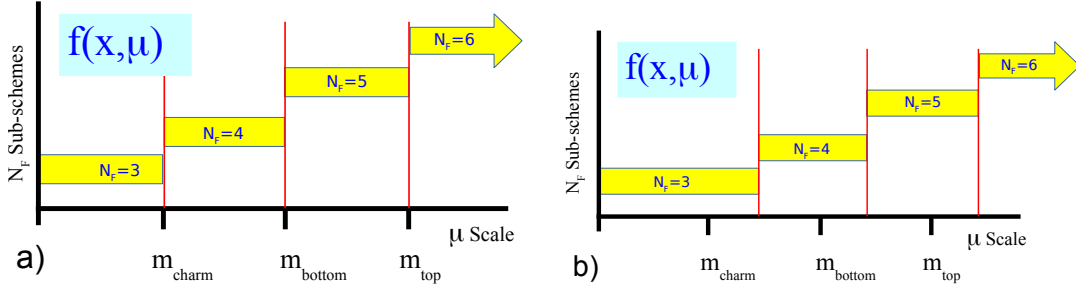 f(x,μ)
N_F=6
N_F=5
N_F=4
N_F=3
N_F Sub-schemes
μ Scale
a)
m_charm
m_bottom
m_top
f(x,μ)
N_F=6
N_F=5
N_F=4
N_F=3
N_F Sub-schemes
μ Scale
b)
m_charm
m_bottom
m_top